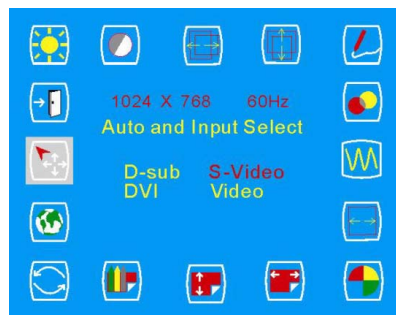 1024 X 768 60Hz
Auto and Input Select
D-sub S-Video
DVI Video